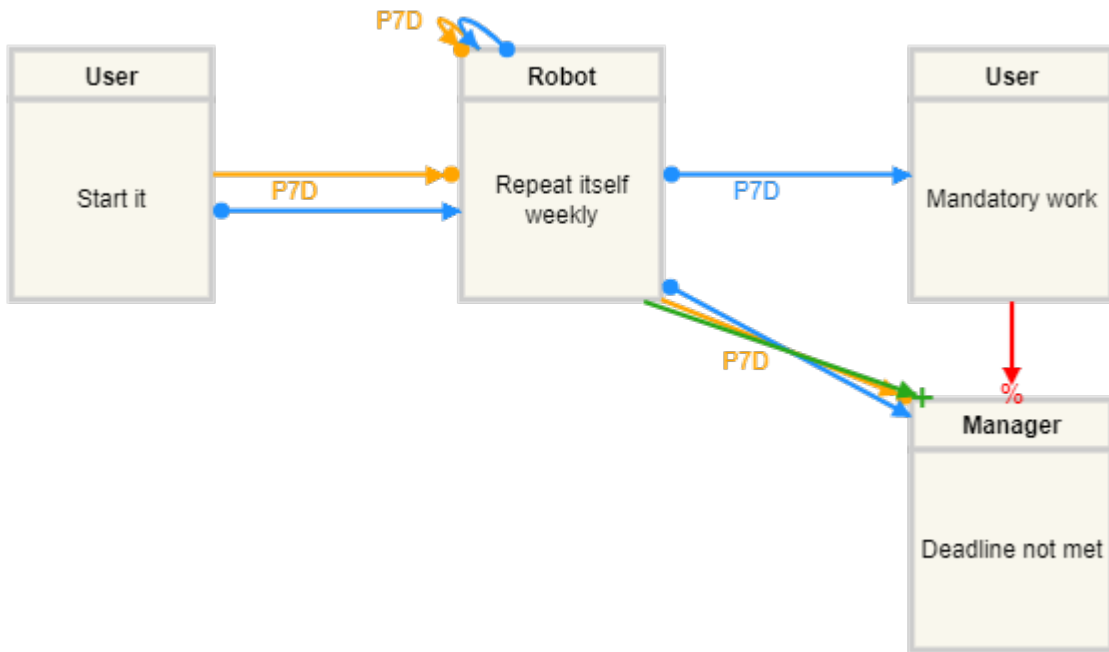 P7D
User
Robot
User
Start it
P7D
Repeat itself
weekly
P7D
Mandatory work
P7D
%
Manager
Deadline not met